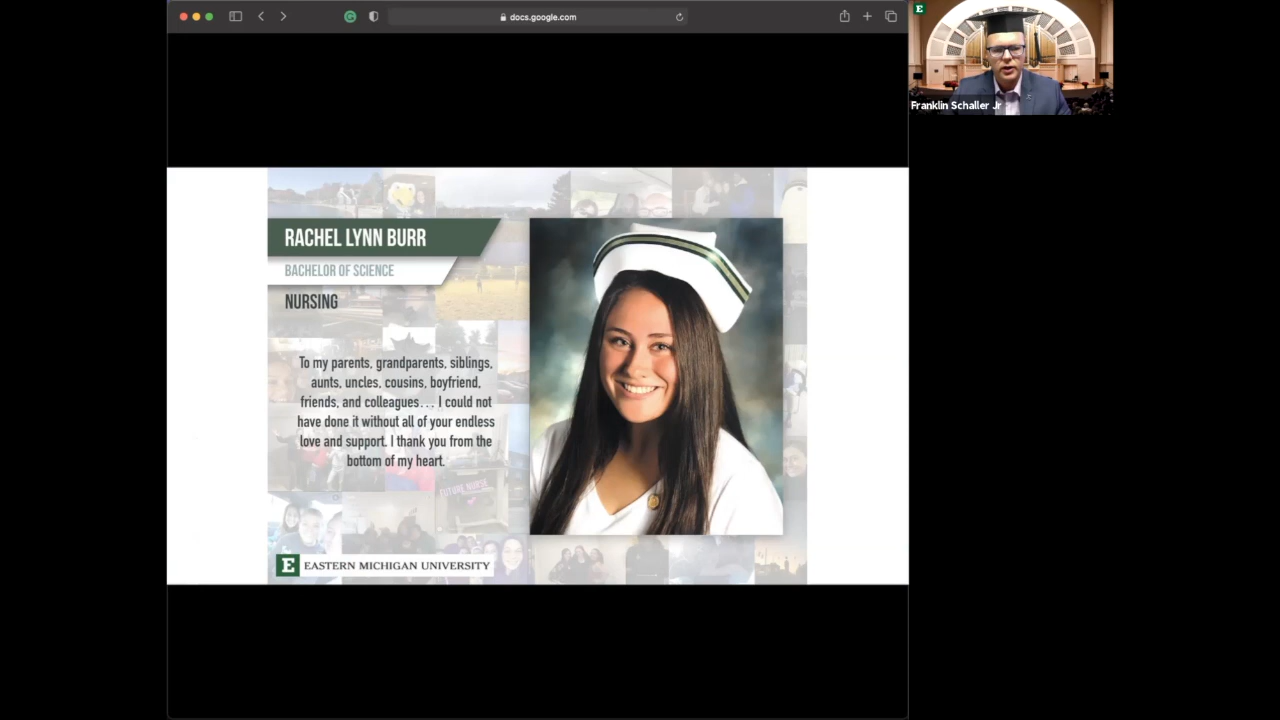 docs.google.com
E
Franklin Schaller Jr
RACHEL LYNN BURR
BACHELOR OF SCIENCE
NURSING
To my parents, grandparents, siblings,
aunts, uncles, cousins, boyfriend,
friends, and colleagues... I could not
have done it without all of your endless
love and support. I thank you from the
bottom of my heart.
FUTURE NURSE
E EASTERN MICHIGAN UNIVERSITY